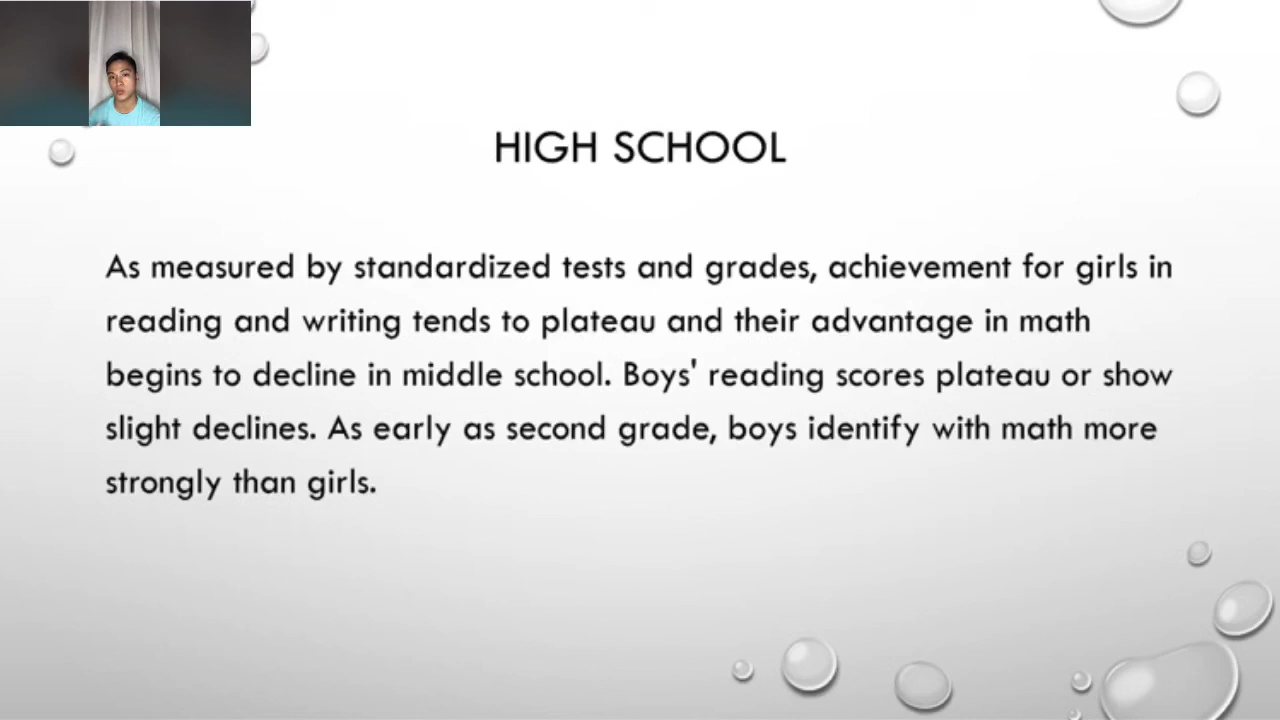 HIGH SCHOOL
As measured by standardized tests and grades, achievement for girls in
reading and writing tends to plateau and their advantage in math
begins to decline in middle school. Boys' reading scores plateau or show
slight declines. As early as second grade, boys identify with math more
strongly than girls.